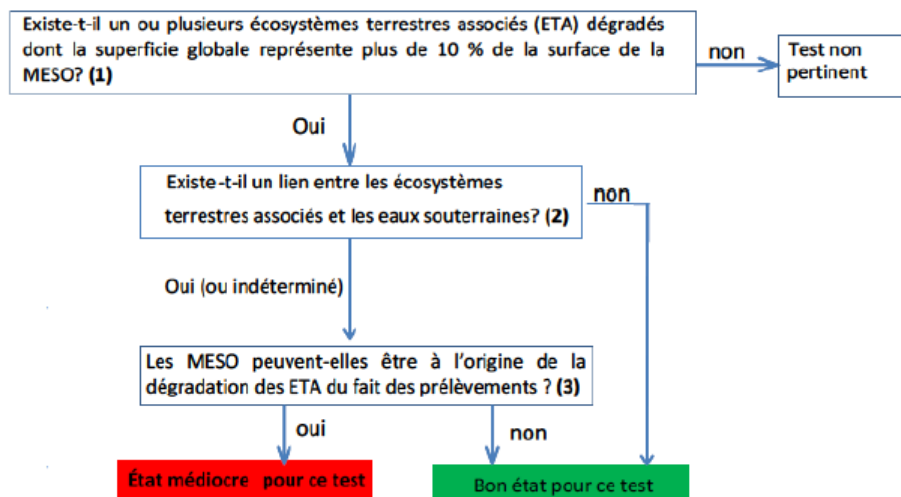 Existe-t-il un ou plusieurs écosystèmes terrestres associés (ETA) dégradés
dont la superficie globale représente plus de 10 % de la surface de la
MESO? (1)
non
Test non
pertinent
Oui
Existe-t-il un lien entre les écosystèmes
terrestres associés et les eaux souterraines? (2)
non
Oui (ou indéterminé)
Les MESO peuvent-elles être à l'origine de la
dégradation des ETA du fait des prélèvements ? (3)
oui
non
État médiocre pour ce test
Bon état pour ce test